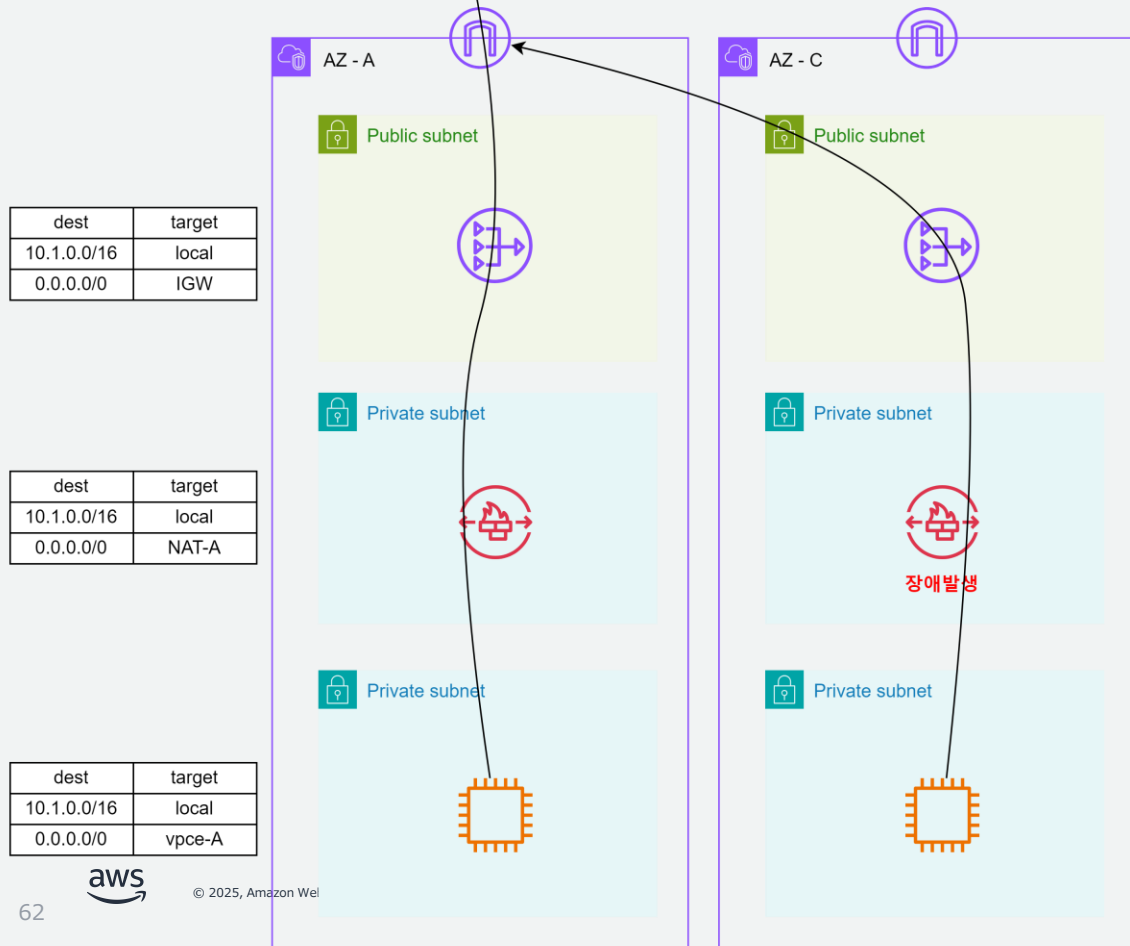 AZ - A
AZ - C
Public subnet
Public subnet
dest target
10.1.0.0/16 local
0.0.0.0/0 IGW
Private subnet
Private subnet
dest target
10.1.0.0/16 local
0.0.0.0/0 NAT-A
장애발생
Private subnet
Private subnet
dest target
10.1.0.0/16 local
0.0.0.0/0 vpce-A
aws
© 2025, Amazon Wel
62